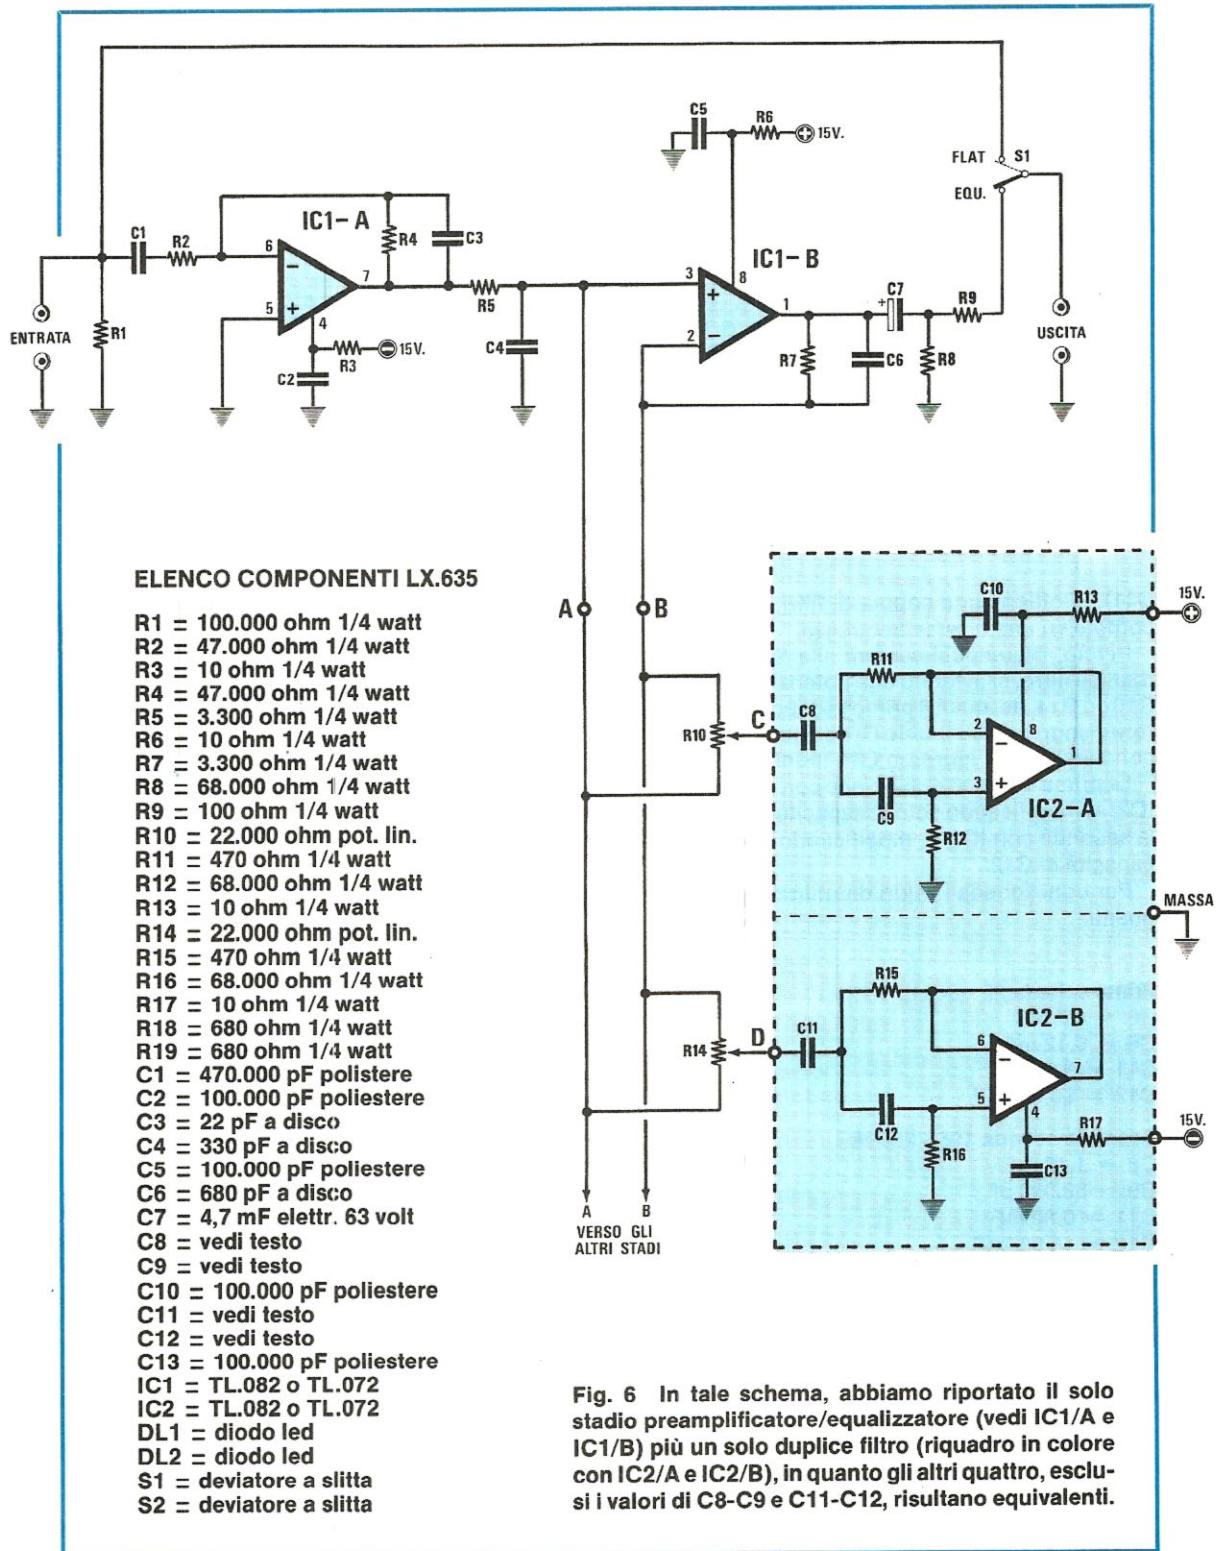 C5
R6
15V.
FLAT
S1
EQU.
IC1-A
R4
C3
C1
R2
6
7
5
4
R5
R1
ENTRATA
R3
15V.
C2
C4
IC1-B
3
8
1
2
C7
+
R9
R7
C6
R8
USCITA
ELENCO COMPONENTI LX.635
R1 = 100.000 ohm 1/4 watt
R2 = 47.000 ohm 1/4 watt
R3 = 10 ohm 1/4 watt
R4 = 47.000 ohm 1/4 watt
R5 = 3.300 ohm 1/4 watt
R6 = 10 ohm 1/4 watt
R7 = 3.300 ohm 1/4 watt
R8 = 68.000 ohm 1/4 watt
R9 = 100 ohm 1/4 watt
R10 = 22.000 ohm pot. lin.
R11 = 470 ohm 1/4 watt
R12 = 68.000 ohm 1/4 watt
R13 = 10 ohm 1/4 watt
R14 = 22.000 ohm pot. lin.
R15 = 470 ohm 1/4 watt
R16 = 68.000 ohm 1/4 watt
R17 = 10 ohm 1/4 watt
R18 = 680 ohm 1/4 watt
R19 = 680 ohm 1/4 watt
C1 = 470.000 pF polistere
C2 = 100.000 pF poliestere
C3 = 22 pF a disco
C4 = 330 pF a disco
C5 = 100.000 pF poliestere
C6 = 680 pF a disco
C7 = 4,7 mF elettr. 63 volt
C8 = vedi testo
C9 = vedi testo
C10 = 100.000 pF poliestere
C11 = vedi testo
C12 = vedi testo
C13 = 100.000 pF poliestere
IC1 = TL.082 o TL.072
IC2 = TL.082 o TL.072
DL1 = diodo led
DL2 = diodo led
S1 = deviatore a slitta
S2 = deviatore a slitta
A
B
R10
C
C8
R11
C10
R13
15V.
2
8
1
3
C9
R12
IC2-A
MASSA
R14
D
C11
R15
IC2-B
6
7
5
4
C12
R16
R17
15V.
C13
A
B
VERSO GLI
ALTRI STADI
Fig. 6 In tale schema, abbiamo riportato il solo
stadio preamplificatore/equalizzatore (vedi IC1/A e
IC1/B) più un solo duplice filtro (riquadro in colore
con IC2/A e IC2/B), in quanto gli altri quattro, esclu-
si i valori di C8-C9 e C11-C12, risultano equivalenti.